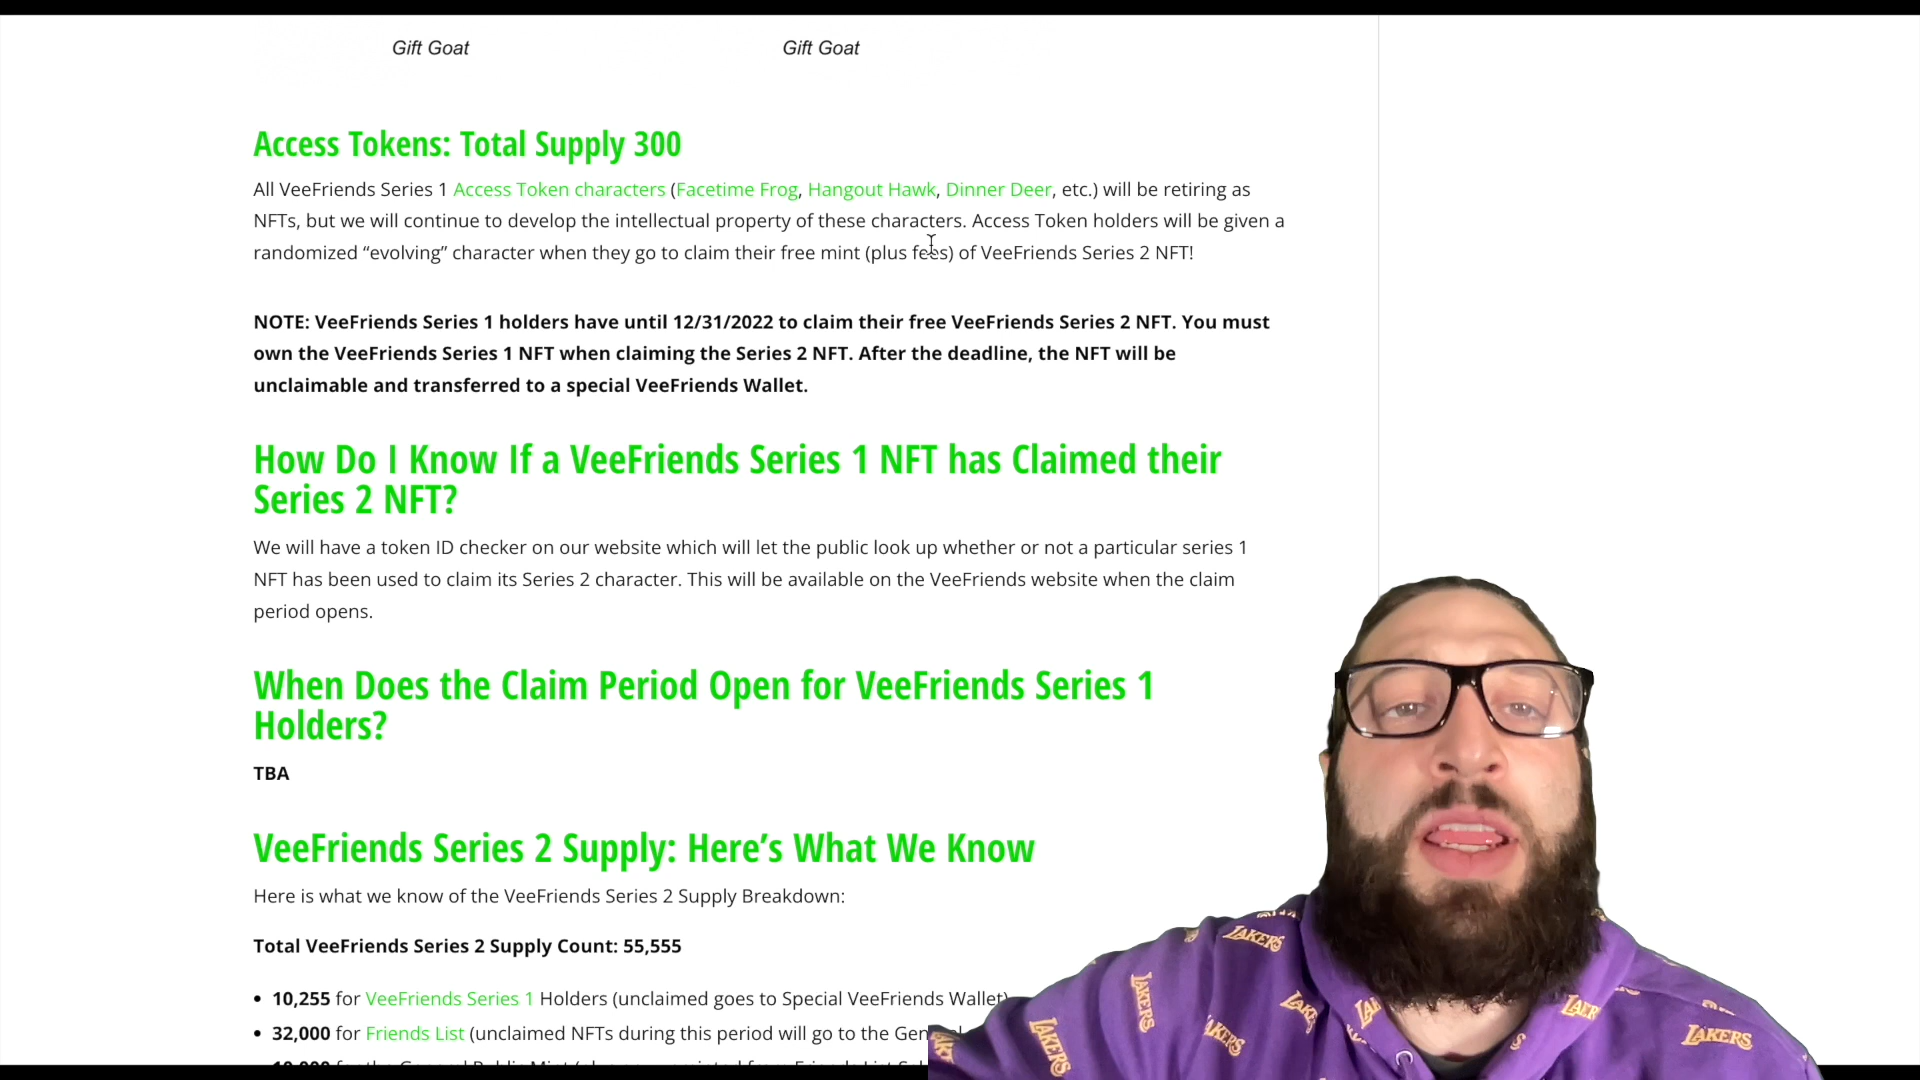 Gift Goat Gift Goat
Access Tokens: Total Supply 300
All VeeFriends Series 1 Access Token characters (Facetime Frog, Hangout Hawk, Dinner Deer, etc.) will be retiring as
NFTs, but we will continue to develop the intellectual property of these characters. Access Token holders will be given a
randomized “evolving” character when they go to claim their free mint (plus fees) of VeeFriends Series 2 NFT!
NOTE: VeeFriends Series 1 holders have until 12/31/2022 to claim their free VeeFriends Series 2 NFT. You must
own the VeeFriends Series 1 NFT when claiming the Series 2 NFT. After the deadline, the NFT will be
unclaimable and transferred to a special VeeFriends Wallet.
How Do I Know If a VeeFriends Series 1 NFT has Claimed their
Series 2 NFT?
We will have a token ID checker on our website which will let the public look up whether or not a particular series 1
NFT has been used to claim its Series 2 character. This will be available on the VeeFriends website when the claim
period opens.
When Does the Claim Period Open for VeeFriends Series 1
Holders?
TBA
VeeFriends Series 2 Supply: Here’s What We Know
Here is what we know of the VeeFriends Series 2 Supply Breakdown:
Total VeeFriends Series 2 Supply Count: 55,555
• 10,255 for VeeFriends Series 1 Holders (unclaimed goes to Special VeeFriends Wallet)
• 32,000 for Friends List (unclaimed NFTs during this period will go to the
LAKERS
LAKERS
LAKERS
LAKERS
LAKERS